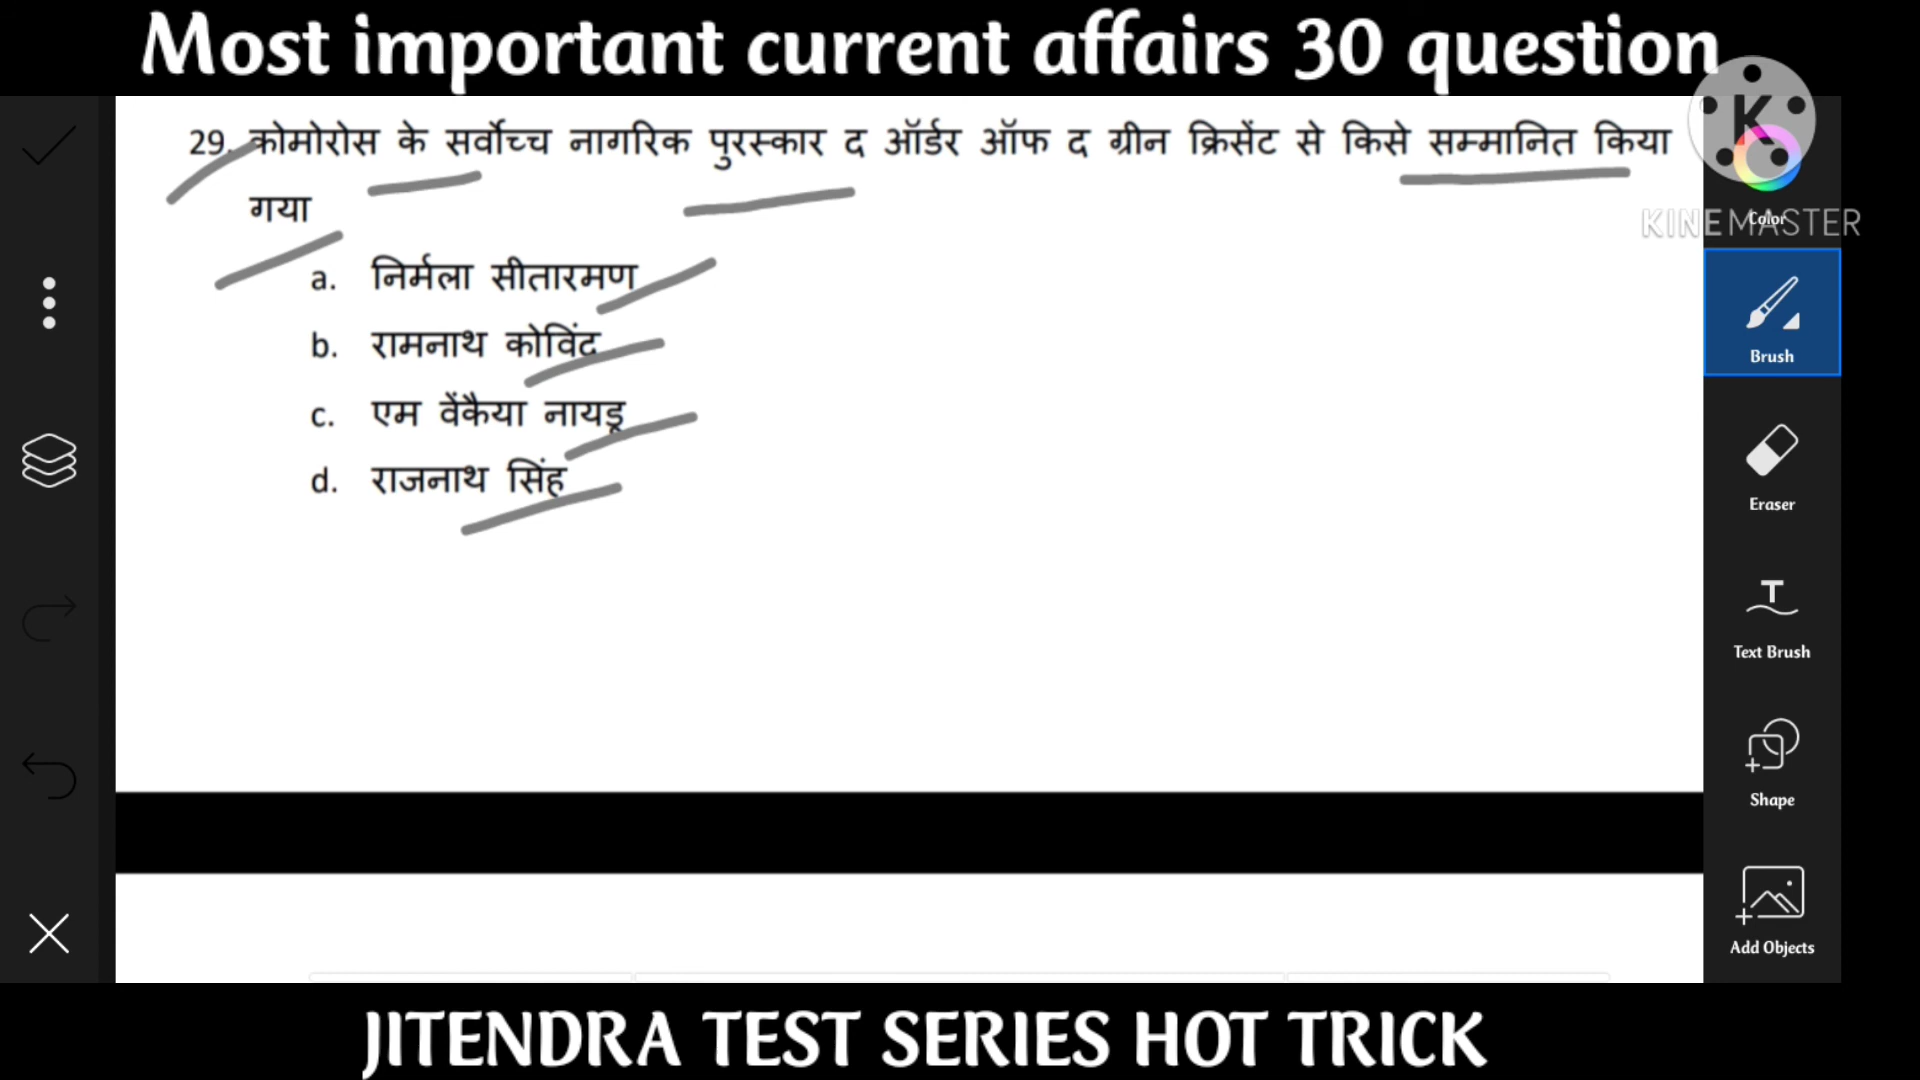 Most important current affairs 30 question
29. कोमोरोस के सर्वोच्च नागरिक पुरस्कार द ऑर्डर ऑफ द ग्रीन क्रिसेंट से किसे सम्मानित किया
गया
a. निर्मला सीतारमण
b. रामनाथ कोविंद
c. एम वेंकैया नायडू
d. राजनाथ सिंह
K
KINEMASTER
Color
Brush
Eraser
T
Text Brush
Shape
Add Objects
JITENDRA TEST SERIES HOT TRICK